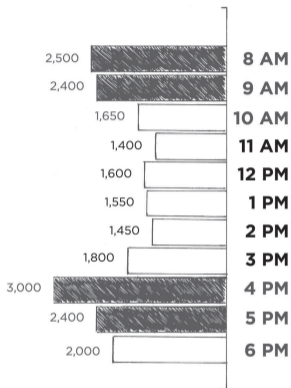 2,500 8 AM
2,400 9 AM
1,650 10 AM
1,400 11 AM
1,600 12 PM
1,550 1 PM
1,450 2 PM
1,800 3 PM
3,000 4 PM
2,400 5 PM
2,000 6 PM